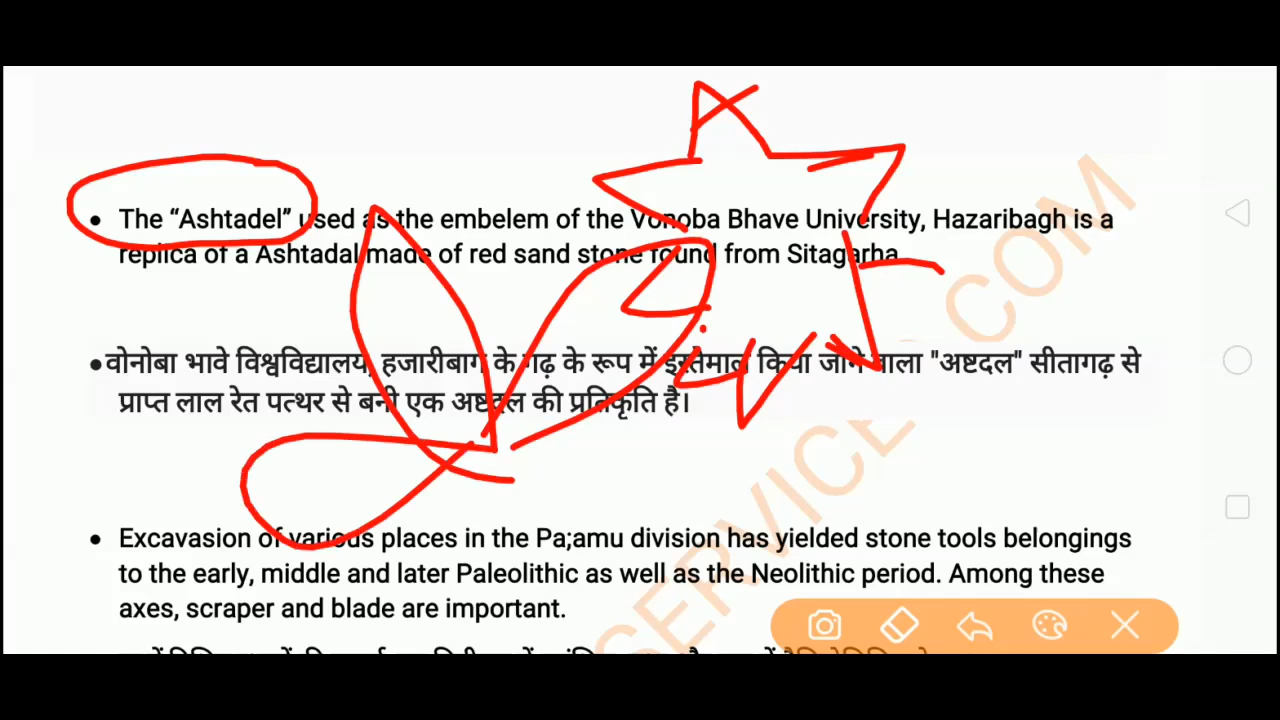 • The “Ashtadel” used as the embelem of the Vonoba Bhave University, Hazaribagh is a
replica of a Ashtadal made of red sand stone found from Sitagarha
•वोनोबा भावे विश्वविद्यालय, हजारीबाग के गढ़ के रूप में इस्तेमाल किया जाने वाला "अष्टदल" सीतागढ़ से
प्राप्त लाल रेत पत्थर से बनी एक अष्टदल की प्रतिकृति है।
• Excavasion of various places in the Pa;amu division has yielded stone tools belongings
to the early, middle and later Paleolithic as well as the Neolithic period. Among these
axes, scraper and blade are important.
SERVICE COM